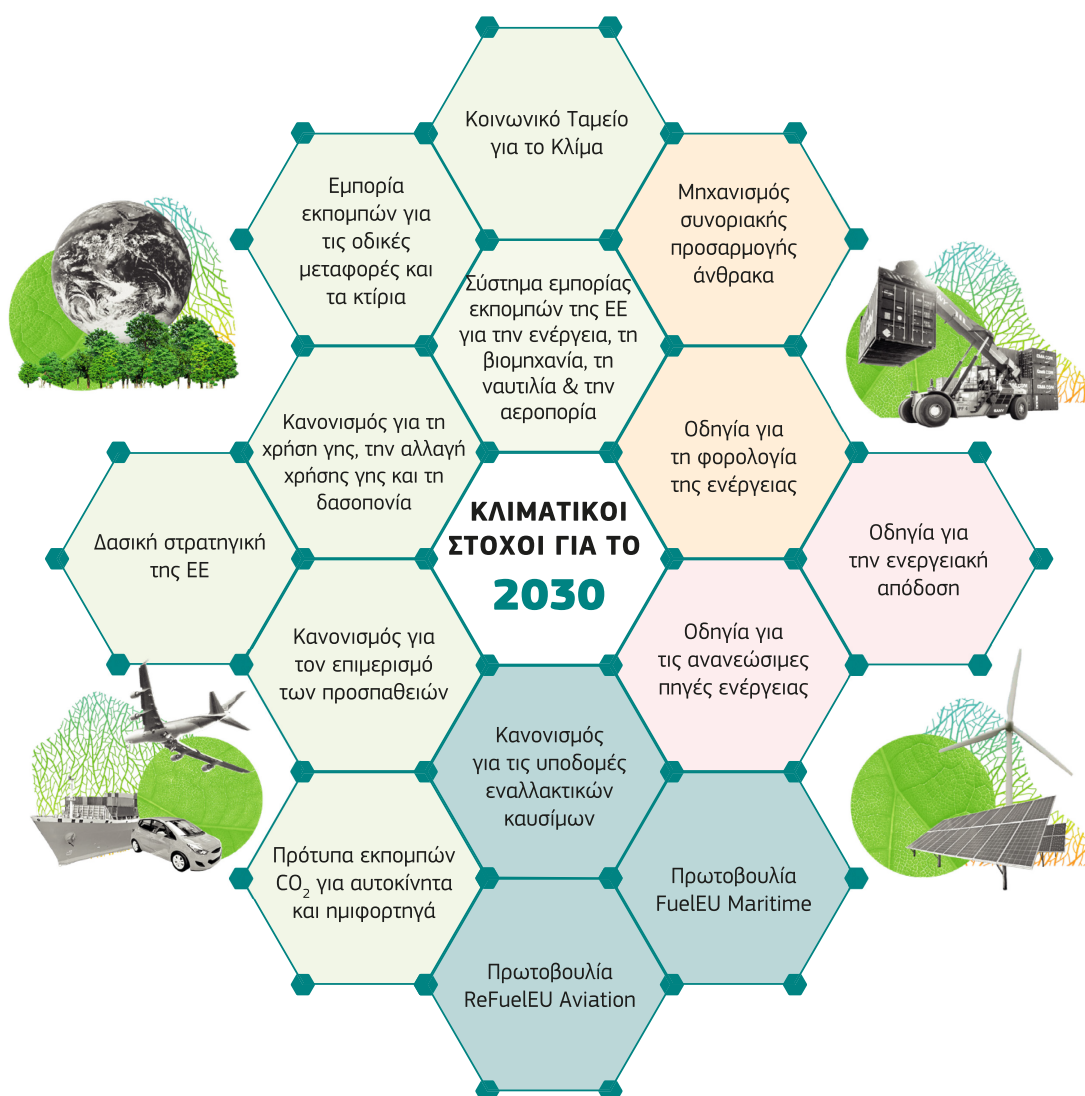 Κοινωνικό Ταμείο
για το Κλίμα
Εμπορία
εκπομπών για
τις οδικές
μεταφορές και
τα κτίρια
Μηχανισμός
συνοριακής
προσαρμογής
άνθρακα
Σύστημα εμπορίας
εκπομπών της ΕΕ
για την ενέργεια, τη
βιομηχανία, τη
ναυτιλία & την
αεροπορία
Κανονισμός για τη
χρήση γης, την αλλαγή
χρήσης γης και τη
δασοπονία
Οδηγία για
τη φορολογία
της ενέργειας
Δασική στρατηγική
της ΕΕ
ΚΛΙΜΑΤΙΚΟΙ
ΣΤΟΧΟΙ ΓΙΑ ΤΟ
2030
Οδηγία για
την ενεργειακή
απόδοση
Κανονισμός για
τον επιμερισμό
των προσπαθειών
Οδηγία για
τις ανανεώσιμες
πηγές ενέργειας
Κανονισμός
για τις υποδομές
εναλλακτικών
καυσίμων
Πρότυπα εκπομπών
CO₂ για αυτοκίνητα
και ημιφορτηγά
Πρωτοβουλία
FuelEU Maritime
Πρωτοβουλία
ReFuelEU Aviation